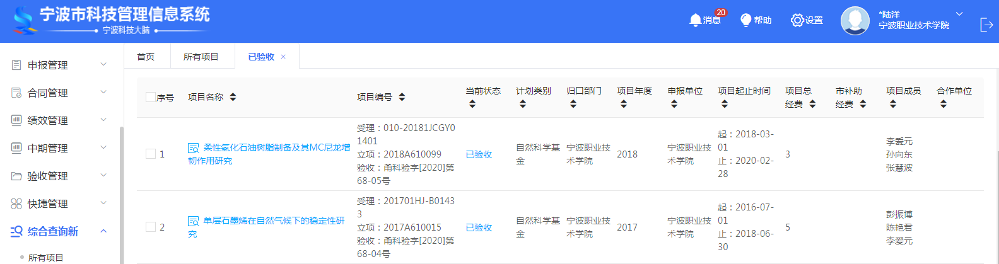 宁波市科技管理信息系统
宁波科技大脑
消息 20
帮助
设置
*陆洋
宁波职业技术学院
申报管理
合同管理
绩效管理
中期管理
验收管理
快捷管理
综合查询新
所有项目
首页 所有项目 已验收 ×
序号 项目名称 项目编号 当前状态 计划类别 归口部门 项目年度 申报单位 项目起止时间 项目总
经费 市补助
经费 项目成员 合作单位
1
柔性氢化石油树脂制备及其MC尼龙增
韧作用研究
受理：010-20181JCGY0
1401
立项：2018A610099
验收：甬科验字[2020]第
68-05号
已验收
自然科学基
金
宁波职业技
术学院
2018
宁波职业技
术学院
起：2018-03-
01
止：2020-02-
28
3
李爱元
孙向东
张慧波
2
单层石墨烯在自然气候下的稳定性研
究
受理：201701HJ-B0143
3
立项：2017A610015
验收：甬科验字[2020]第
68-04号
已验收
自然科学基
金
宁波职业技
术学院
2017
宁波职业技
术学院
起：2016-07-
01
止：2018-06-
30
5
彭振博
陈艳君
李爱元